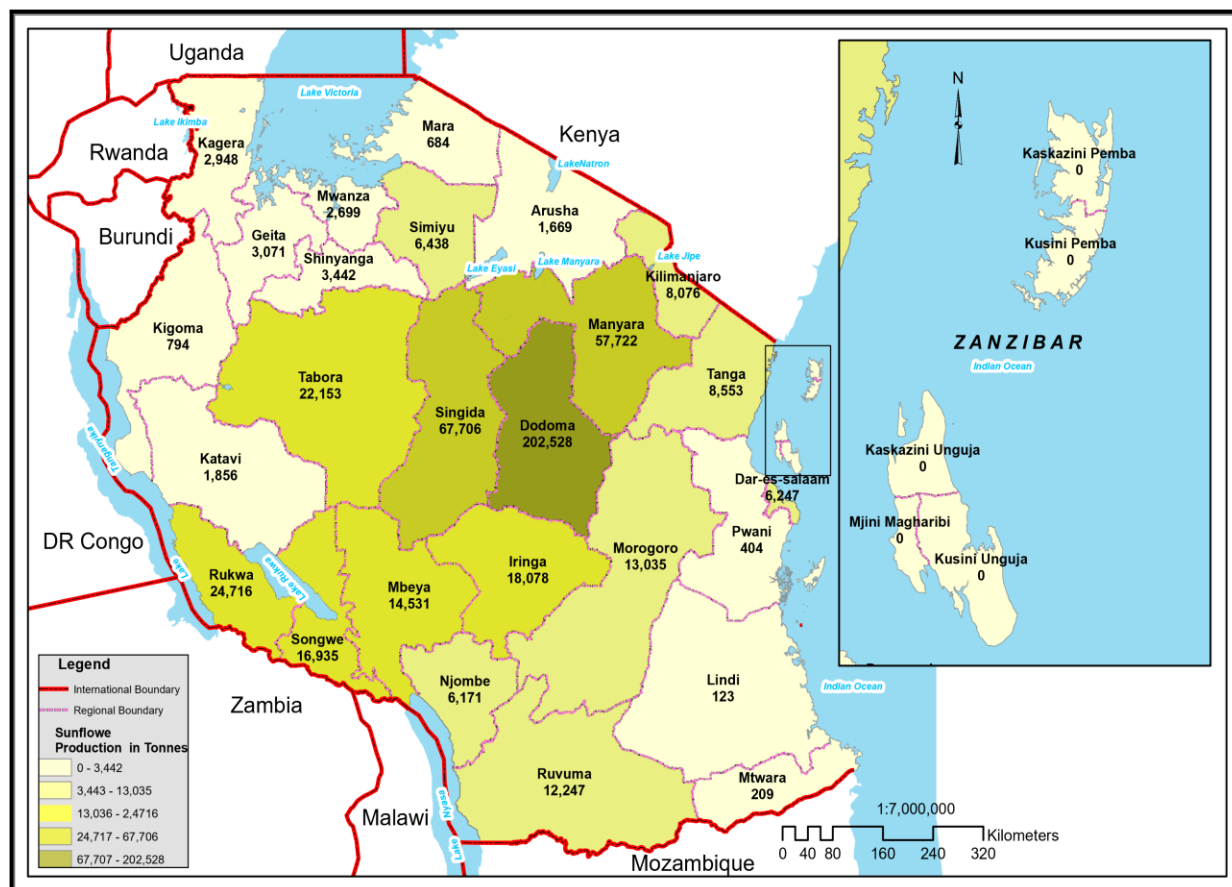 Uganda
Lake Victoria
Lake Ikimba
Kagera
2,948
Mara
684
Kenya
LakeNatron
Rwanda
Mwanza
2,699
Arusha
1,669
Simiyu
6,438
Geita
3,071
Burundi
Shinyanga
3,442
Lake Eyasi
Lake Manyara
Lake Jipe
Kilimanjaro
8,076
Kigoma
794
Manyara
57,722
Tabora
22,153
Tanga
8,553
Singida
67,706
Dodoma
202,528
Katavi
1,856
Lake
Tanganyika
Dar-es-salaam
6,247
Pwani
404
DR Congo
Rukwa
24,716
Lake Rukwa
Mbeya
14,531
Iringa
18,078
Morogoro
13,035
Songwe
16,935
Njombe
6,171
Lindi
123
Indian Ocean
Zambia
Ruvuma
12,247
Mtwara
209
Malawi
Lake
Nyasa
Mozambique
N
Kaskazini Pemba
0
Kusini Pemba
0
ZANZIBAR
Indian Ocean
Kaskazini Unguja
0
Mjini Magharibi
0
Kusini Unguja
0
Legend
International Boundary
Regional Boundary
Sunflowe
Production in Tonnes
0 - 3,442
3,443 - 13,035
13,036 - 2,4716
24,717 - 67,706
67,707 - 202,528
1:7,000,000
Kilometers
0 40 80 160 240 320